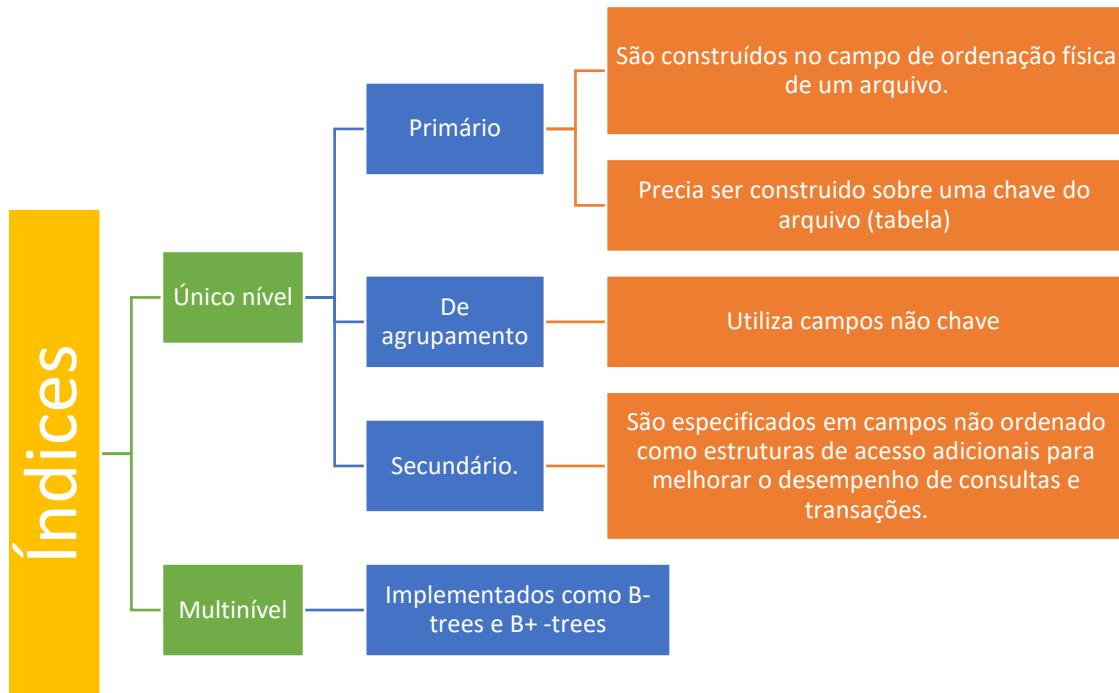 Índices
Único nível
Primário
São construídos no campo de ordenação física
de um arquivo.
Precia ser construido sobre uma chave do
arquivo (tabela)
De
agrupamento
Utiliza campos não chave
Secundário.
São especificados em campos não ordenado
como estruturas de acesso adicionais para
melhorar o desempenho de consultas e
transações.
Multinível
Implementados como B-
trees e B+ -trees